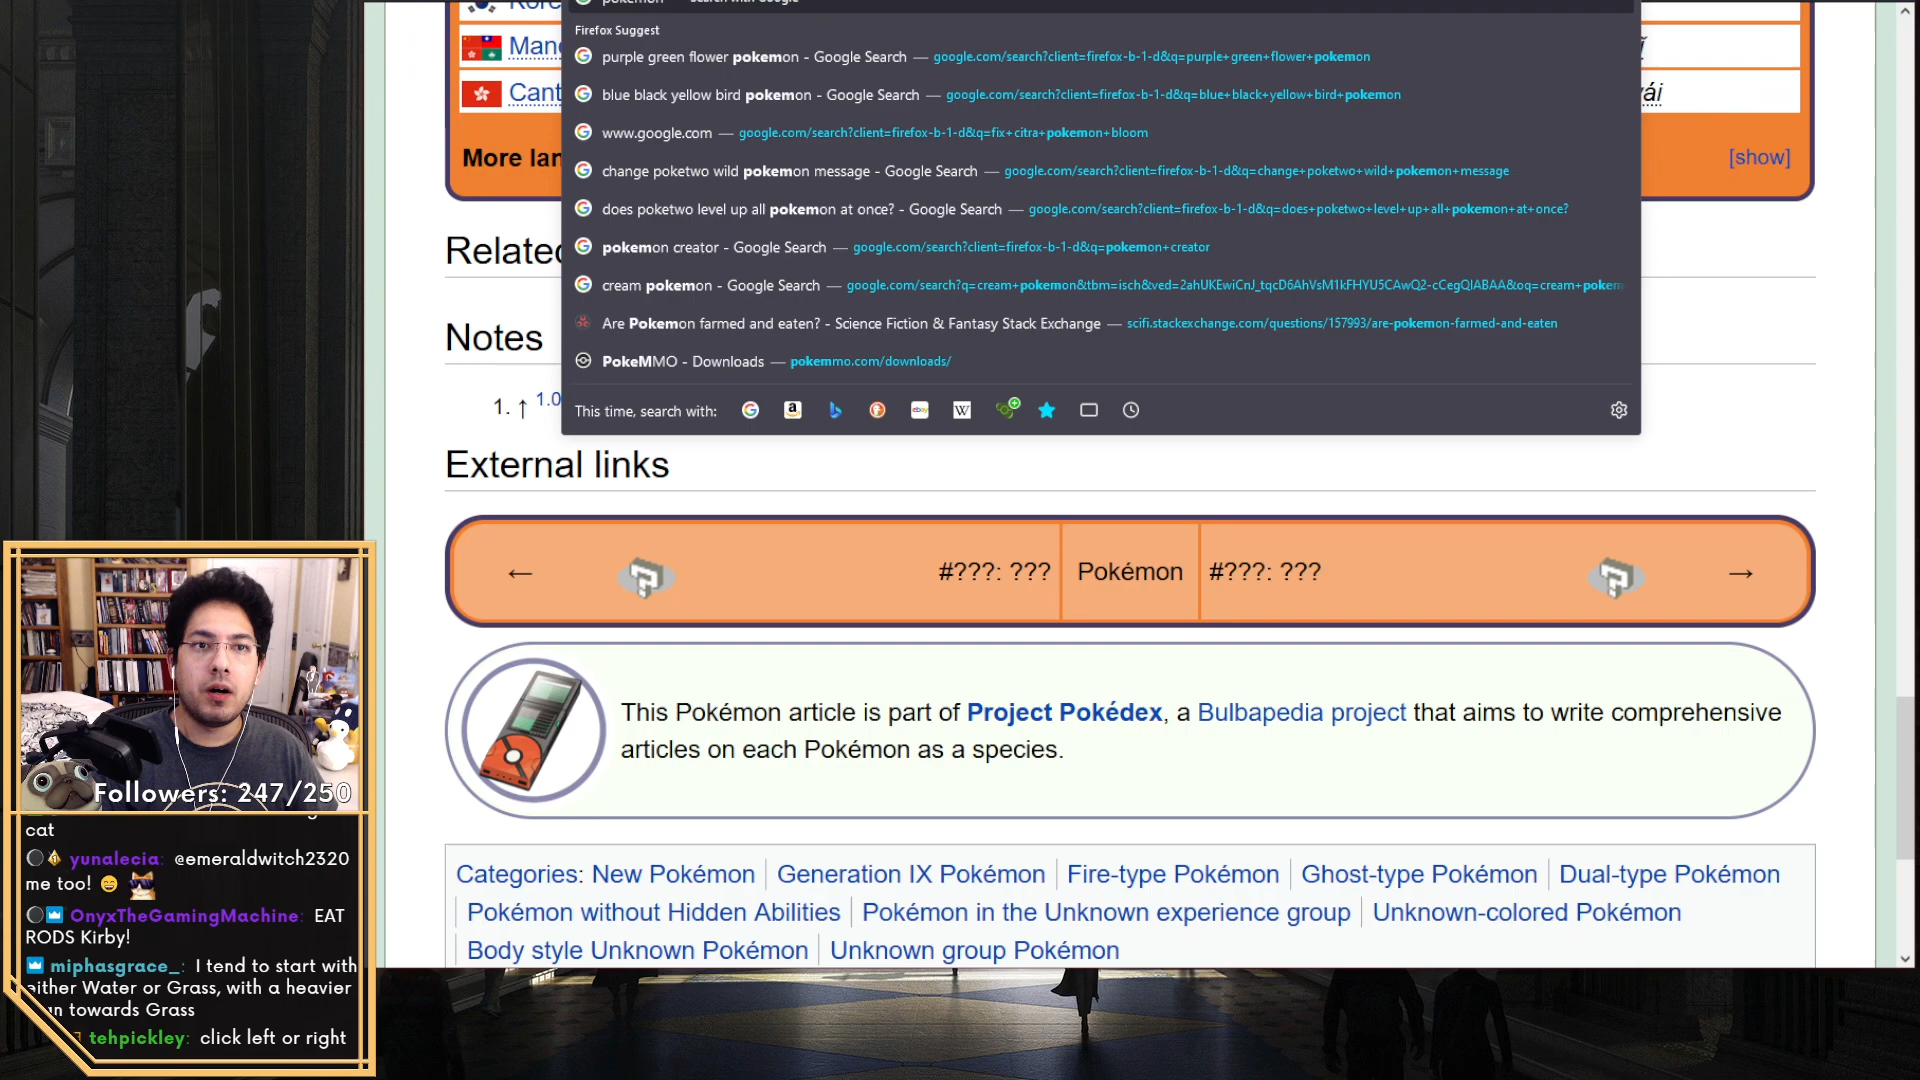 pokemon — Search with Google
Firefox Suggest
purple green flower pokemon - Google Search — google.com/search?client=firefox-b-1-d&q=purple+green+flower+pokemon
blue black yellow bird pokemon - Google Search — google.com/search?client=firefox-b-1-d&q=blue+black+yellow+bird+pokemon
www.google.com — google.com/search?client=firefox-b-1-d&q=fix+citra+pokemon+bloom
change poketwo wild pokemon message - Google Search — google.com/search?client=firefox-b-1-d&q=change+poketwo+wild+pokemon+message
does poketwo level up all pokemon at once? - Google Search — google.com/search?client=firefox-b-1-d&q=does+poketwo+level+up+all+pokemon+at+once?
pokemon creator - Google Search — google.com/search?client=firefox-b-1-d&q=pokemon+creator
cream pokemon - Google Search — google.com/search?q=cream+pokemon&tbm=isch&ved=2ahUKEwiCnJ_tqcD6AhVsM1kFHYU5CAwQ2-cCegQIABAA&oq=cream+pokem
Are Pokemon farmed and eaten? - Science Fiction & Fantasy Stack Exchange — scifi.stackexchange.com/questions/157993/are-pokemon-farmed-and-eaten
PokeMMO - Downloads — pokemmo.com/downloads/
This time, search with:
Kore
Man
Cant
ái
More lan
[show]
Related
Notes
1. ↑ 1.0
External links
← #???: ??? Pokémon #???: ??? →
This Pokémon article is part of Project Pokédex, a Bulbapedia project that aims to write comprehensive
articles on each Pokémon as a species.
Categories: New Pokémon | Generation IX Pokémon | Fire-type Pokémon | Ghost-type Pokémon | Dual-type Pokémon
| Pokémon without Hidden Abilities | Pokémon in the Unknown experience group | Unknown-colored Pokémon
| Body style Unknown Pokémon | Unknown group Pokémon
Followers: 247/250
cat
yunalecia: @emeraldwitch2320
me too!
OnyxTheGamingMachine: EAT
RODS Kirby!
miphasgrace_: I tend to start with
either Water or Grass, with a heavier
n towards Grass
tehpickley: click left or right